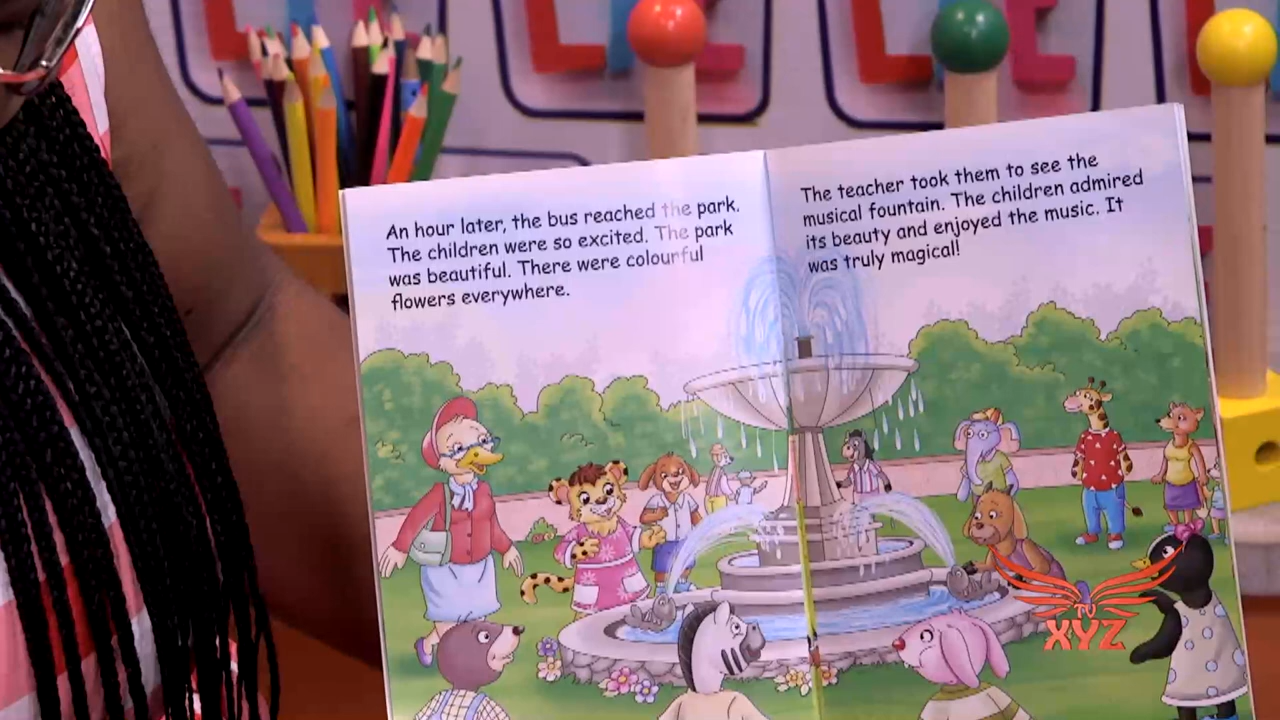 An hour later, the bus reached the park.
The children were so excited. The park
was beautiful. There were colourful
flowers everywhere.
The teacher took them to see the
musical fountain. The children admired
its beauty and enjoyed the music. It
was truly magical!
TV
XYZ